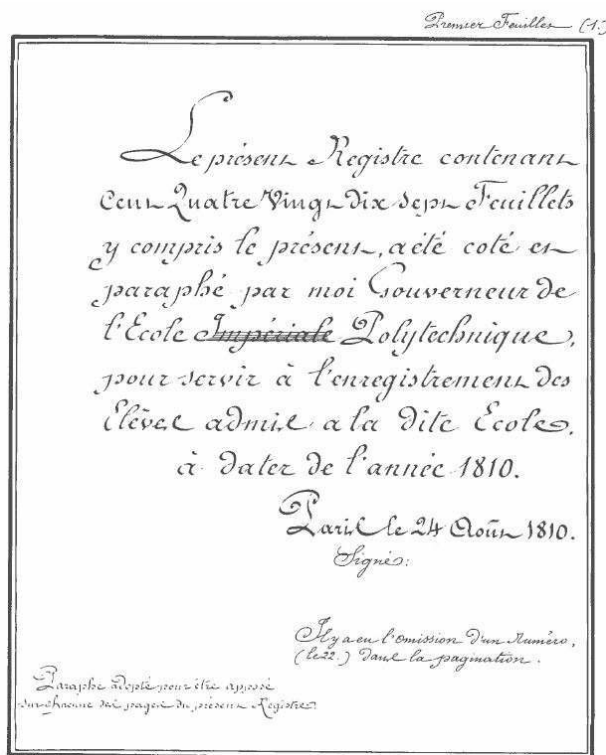 Premier Feuillet (1.)
Le présent Registre contenant
Cent Quatre Vingt dix sept Feuillets
y compris le présent, a été coté et
paraphé par moi Gouverneur de
l'Ecole Impériale Polytechnique,
pour servir à l'enregistrement des
Elèves admis a la dite Ecole.
à dater de l'année 1810.
Paris le 24 Août 1810.
Signé:
Il y a eu l'omission d'un Numéro,
(le 22.) dans la pagination.
Paraphe adopté pour être apposé
sur chacune des pages du présent Registre.